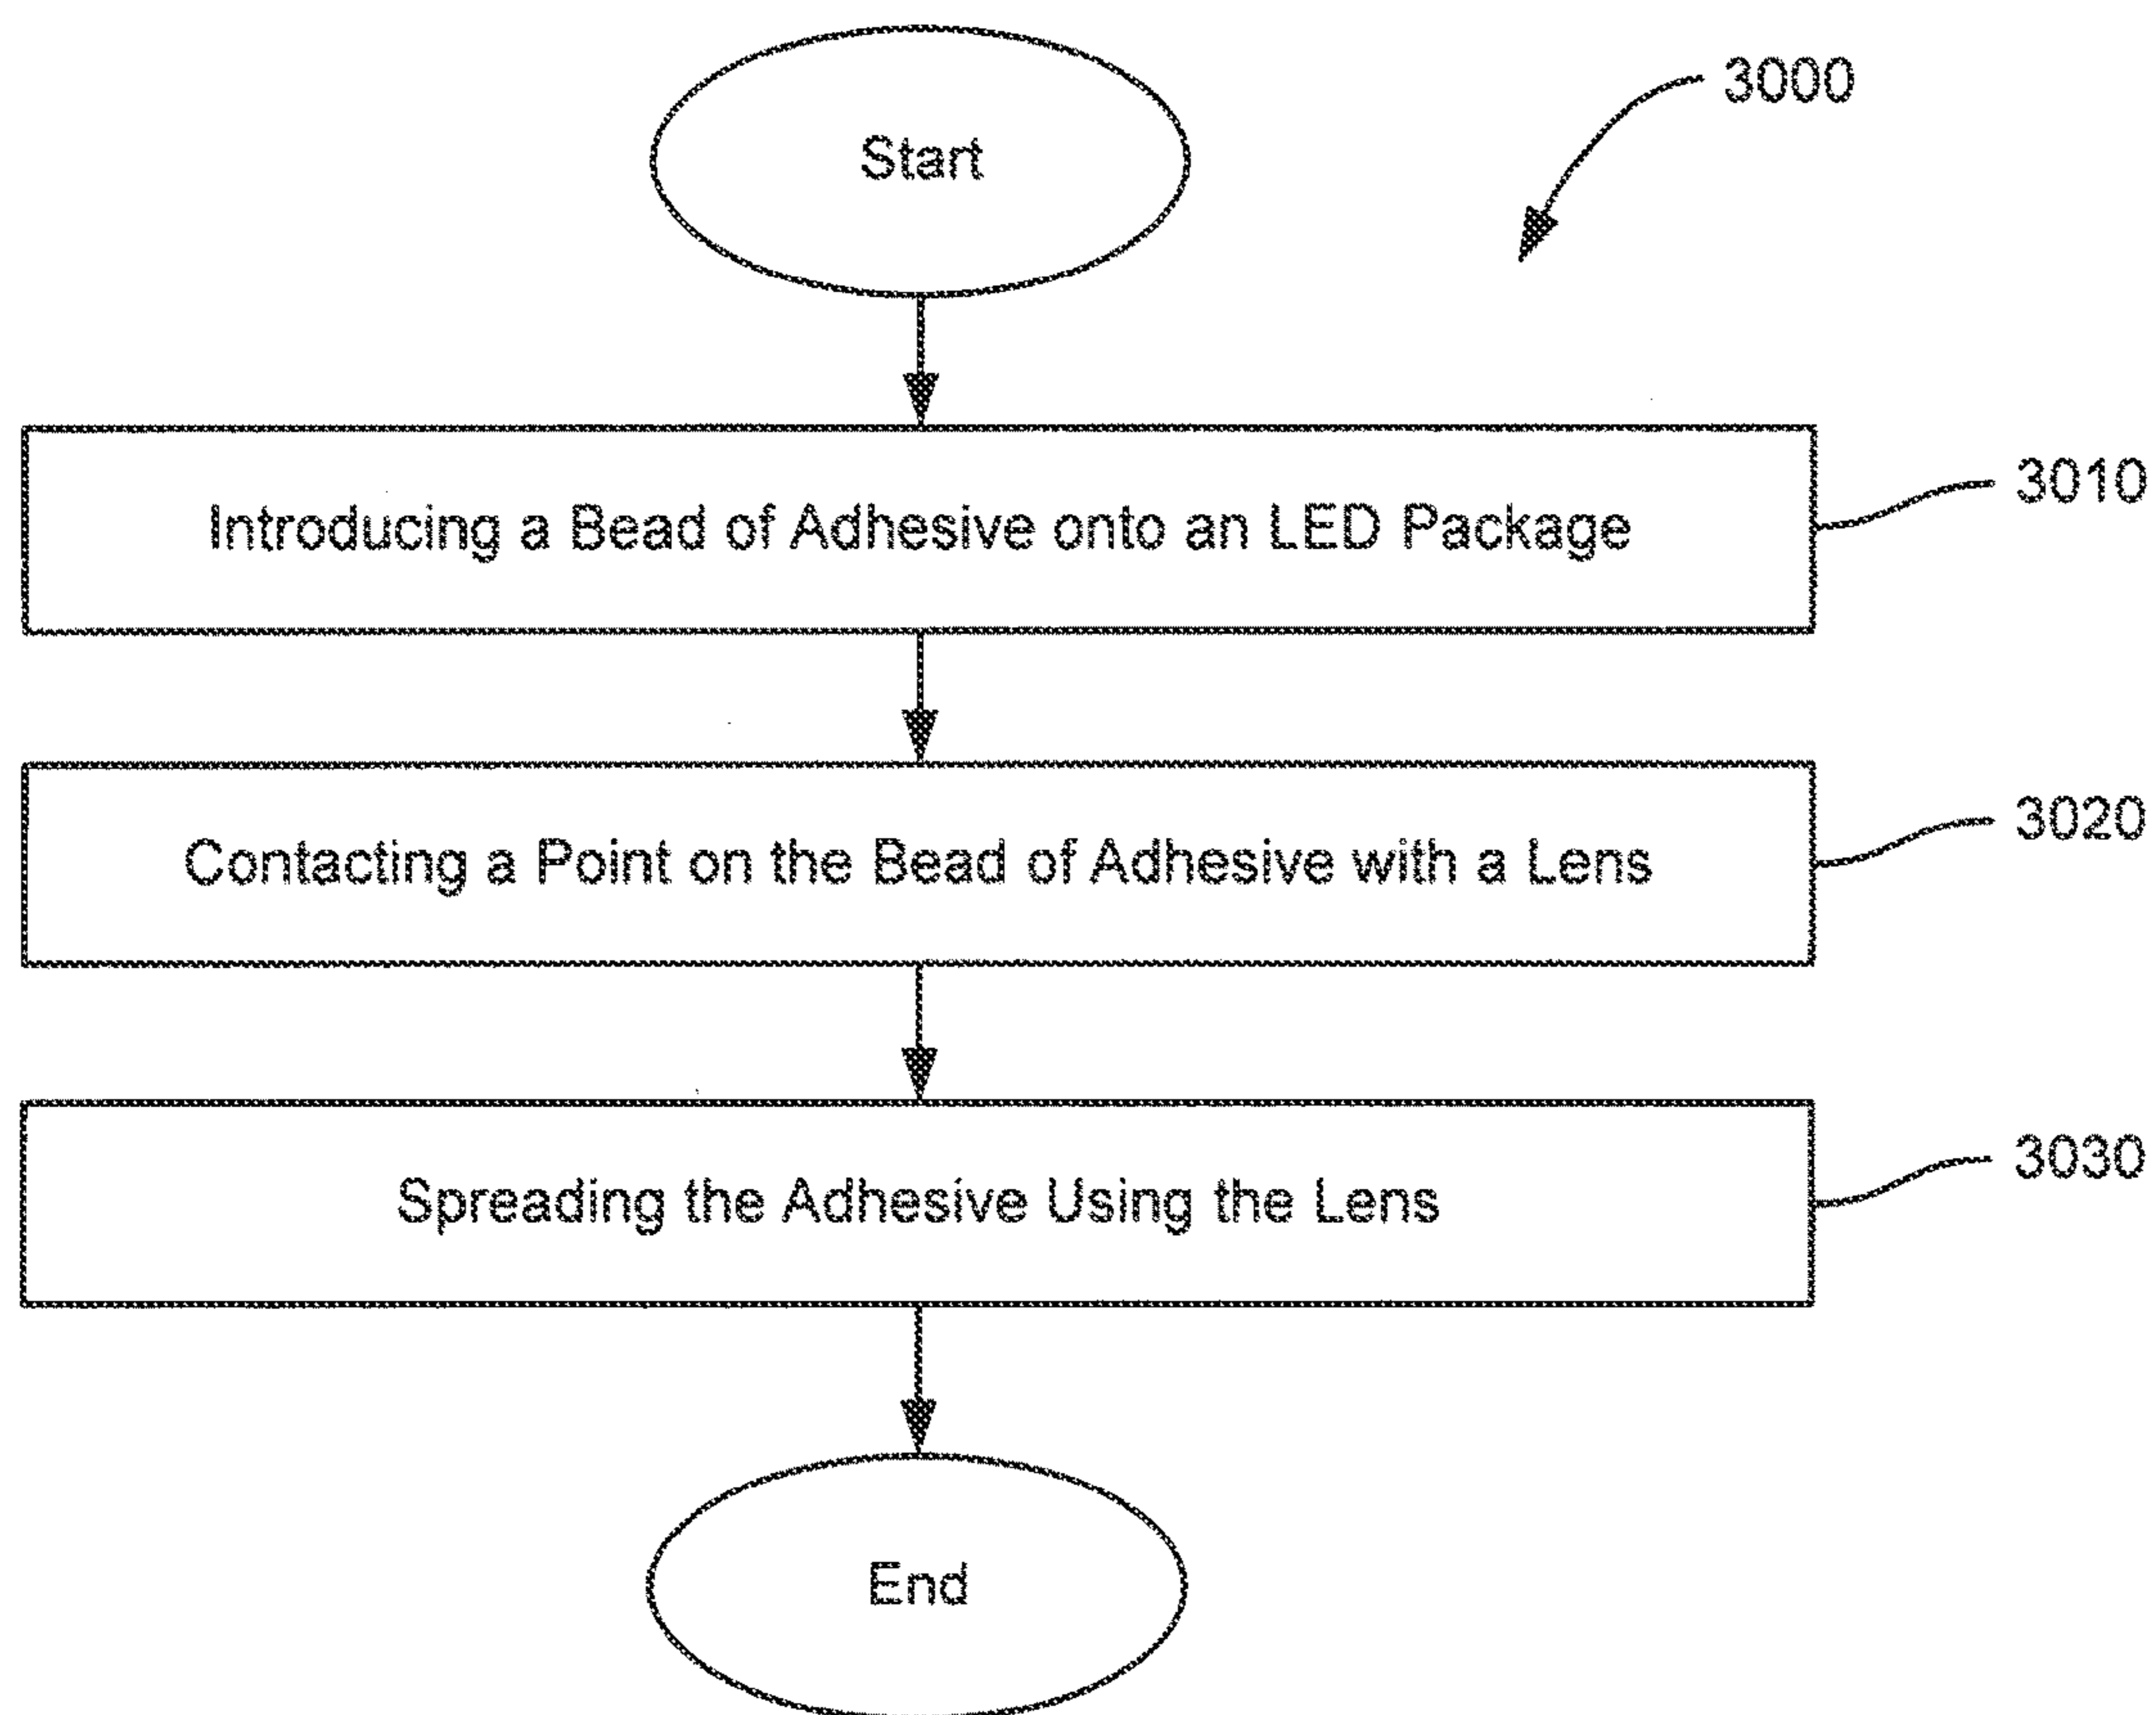 Start
3000
Introducing a Bead of Adhesive onto an LED Package
3010
Contacting a Point on the Bead of Adhesive with a Lens
3020
Spreading the Adhesive Using the Lens
3030
End